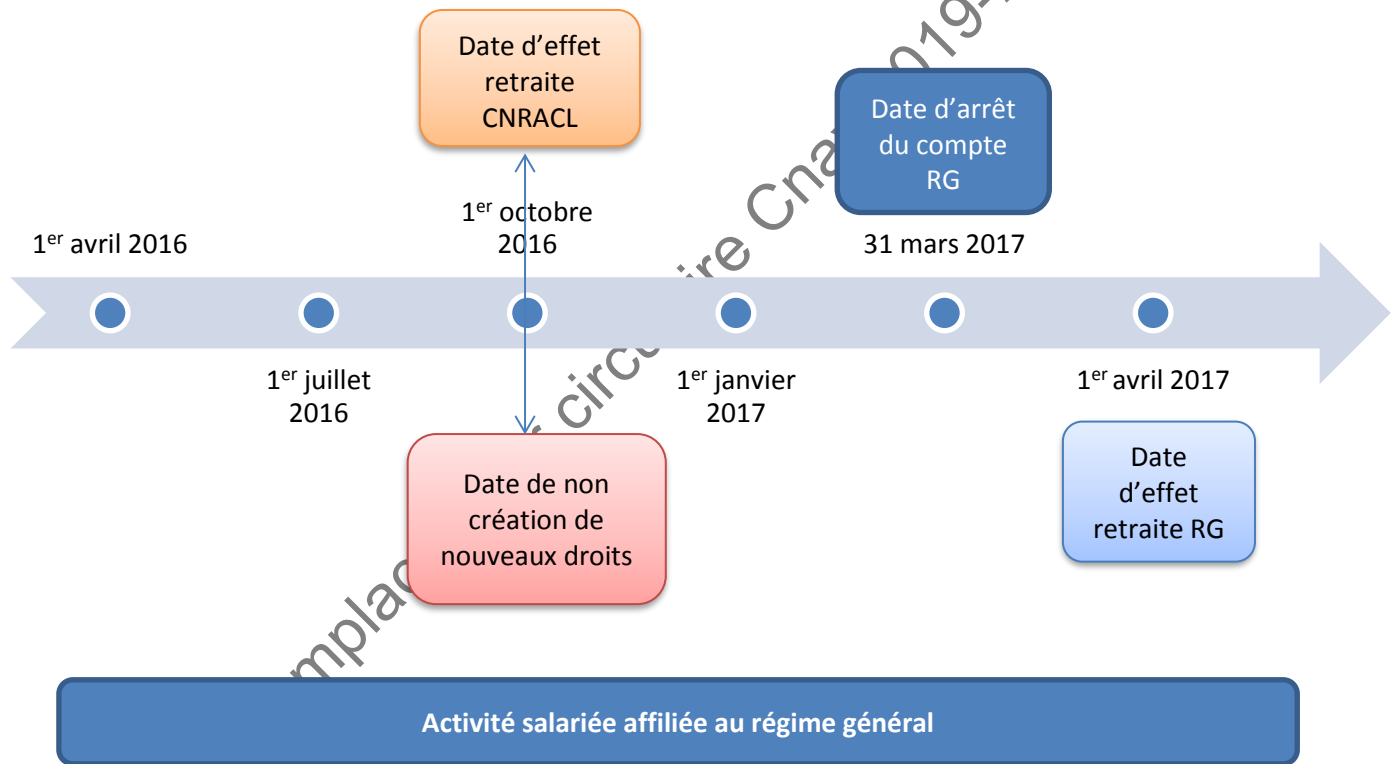 Date d’effet
retraite
CNRACL
Date d’arrêt
du compte
RG
1er avril 2016
1er octobre
2016
31 mars 2017
1er juillet
2016
1er janvier
2017
1er avril 2017
Date de non
création de
nouveaux droits
Date
d’effet
retraite RG
Activité salariée affiliée au régime général